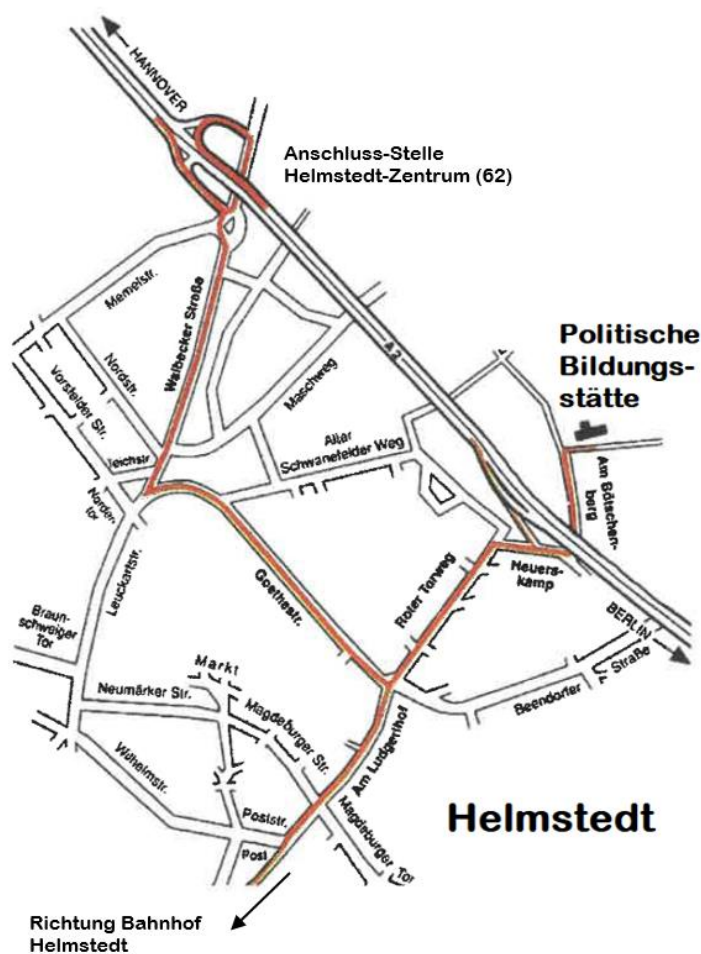 HANNOVER
Anschluss-Stelle
Helmstedt-Zentrum (62)
Memelstr.
Walbecker Straße
Nordstr.
Vorsfelder Str.
Maschweg
A2
Politische
Bildungs-
stätte
Teichstr.
Alter
Schwanefelder Weg
Am Bötschen-
berg
Norder-
tor
Leuckartstr.
Goethestr.
Roter Torweg
Heuers-
kamp
Braun-
schweiger
Tor
BERLIN
Beendorfer
Straße
Markt
Neumärker Str.
Magdeburger Str.
Am Ludgerihof
Wilhelmstr.
Poststr.
Post
Magdeburger Tor
Helmstedt
Richtung Bahnhof
Helmstedt